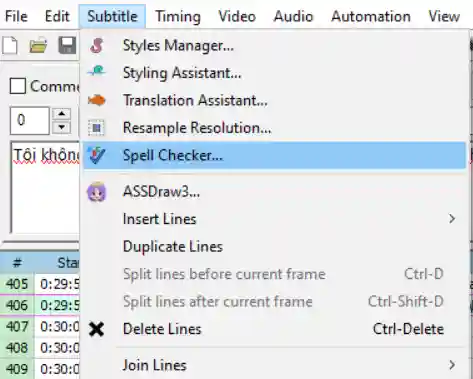 File Edit Subtitle Timing Video Audio Automation View
Styles Manager...
Comme
Styling Assistant...
Translation Assistant...
0
Resample Resolution...
Tôi không
Spell Checker...
ASSDraw3...
Insert Lines
Duplicate Lines
# Sta
Split lines before current frame Ctrl-D
405 0:29:5
Split lines after current frame Ctrl-Shift-D
406 0:29:5
Delete Lines Ctrl-Delete
407 0:30:0
408 0:30:0
Join Lines
409 0:30:0